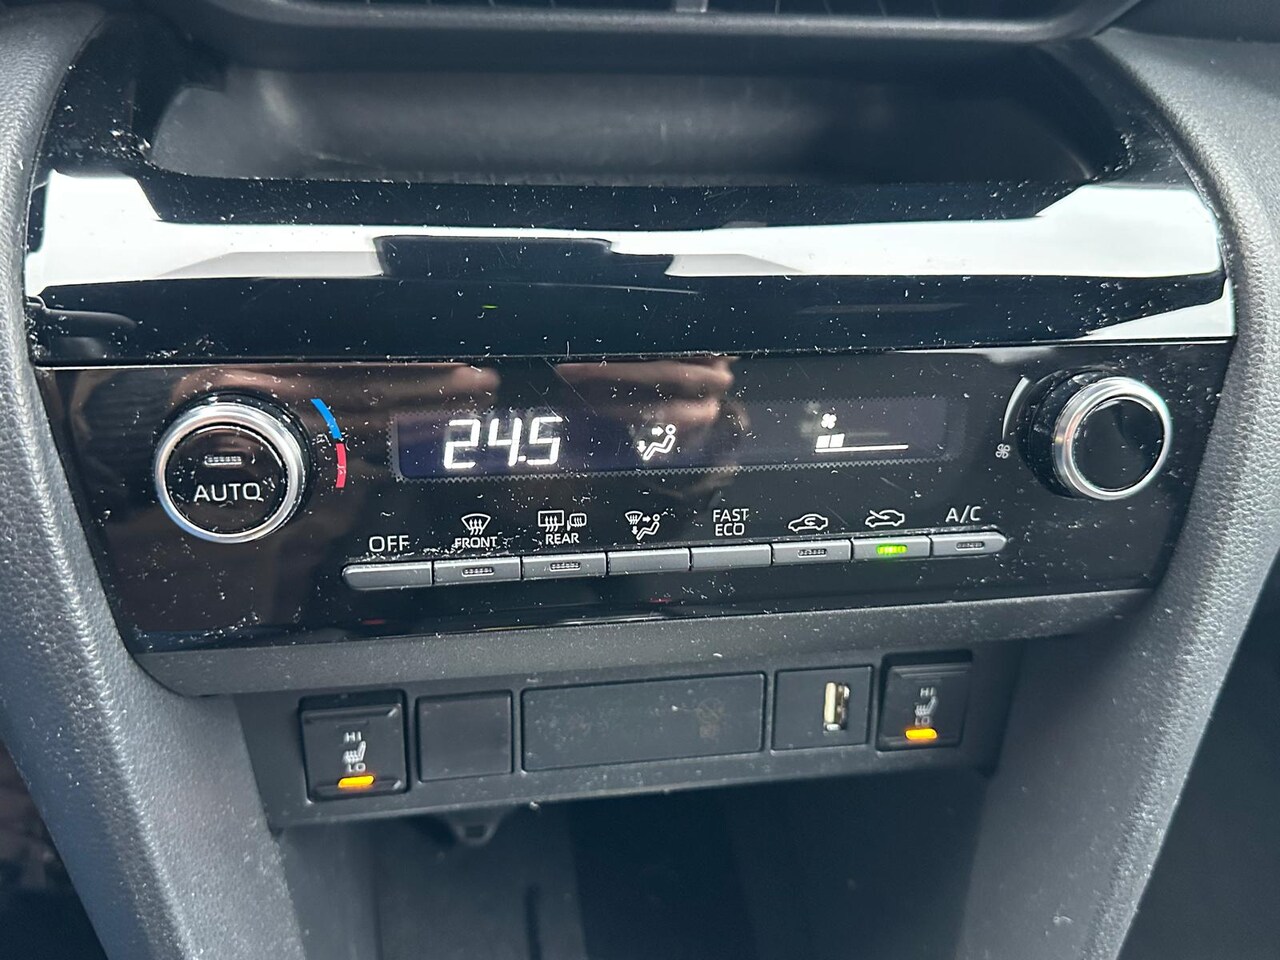 24.5
AUTO
OFF
FRONT
REAR
FAST
ECO
A/C
HI
LO
HI
LO